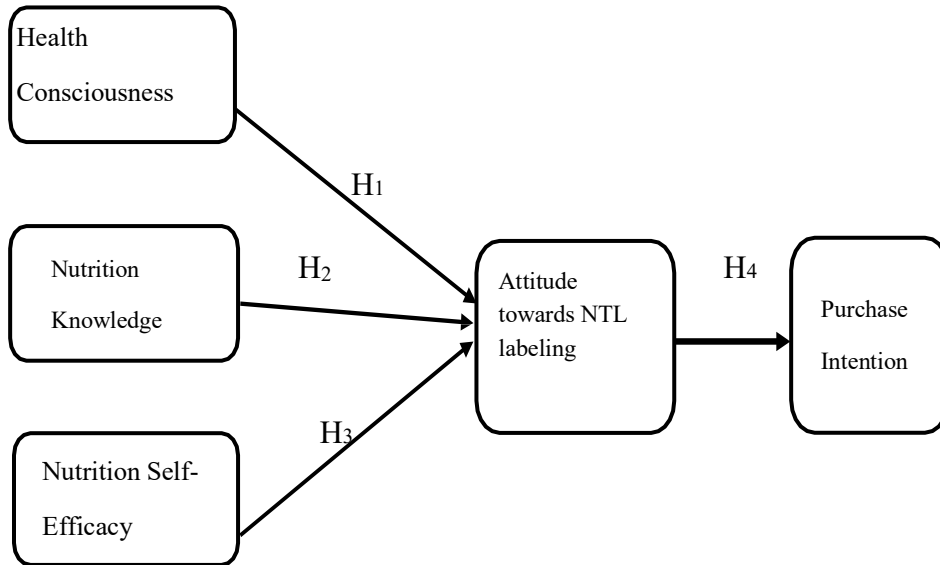 Health
Consciousness
H1
Nutrition
Knowledge
H2
Attitude
towards NTL
labeling
H4
Purchase
Intention
H3
Nutrition Self-
Efficacy